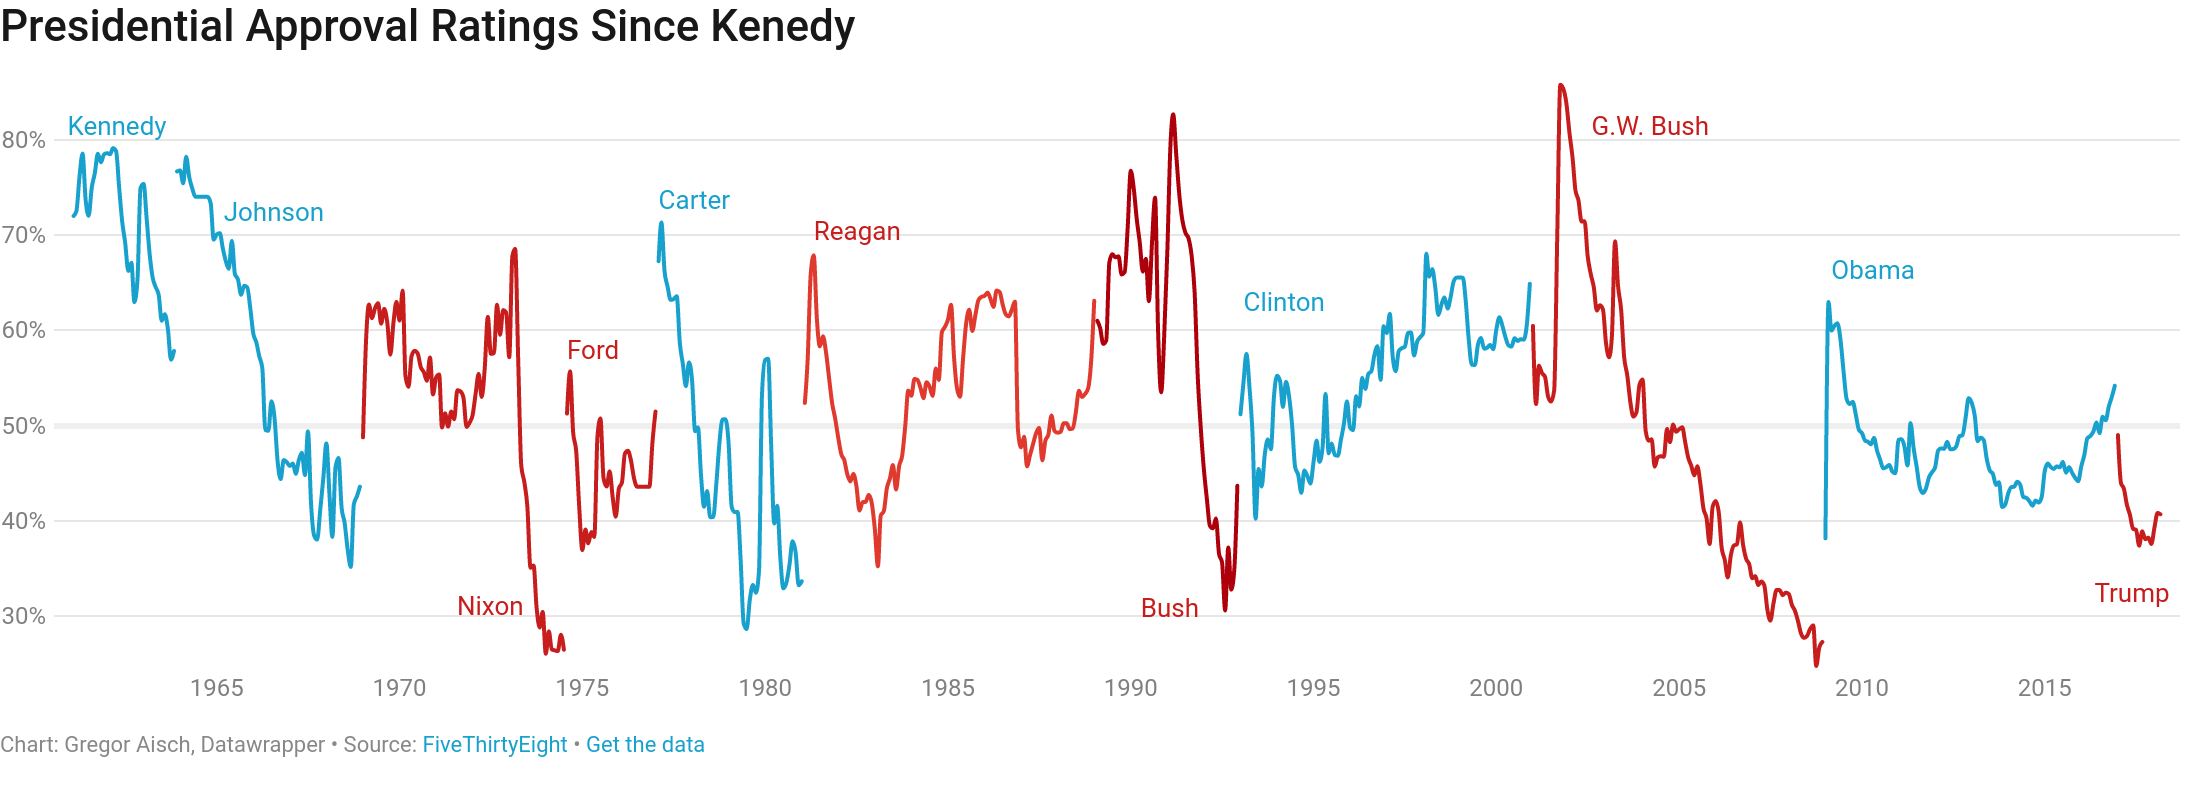 Presidential Approval Ratings Since Kenedy
Kennedy
G.W. Bush
80%
Carter
Johnson
Reagan
70%
Obama
Clinton
60%
Ford
50%
40%
Trump
Nixon
Bush
30%
1965 1970 1975 1980 1985 1990 1995 2000 2005 2010 2015
Chart: Gregor Aisch, Datawrapper • Source: FiveThirtyEight • Get the data